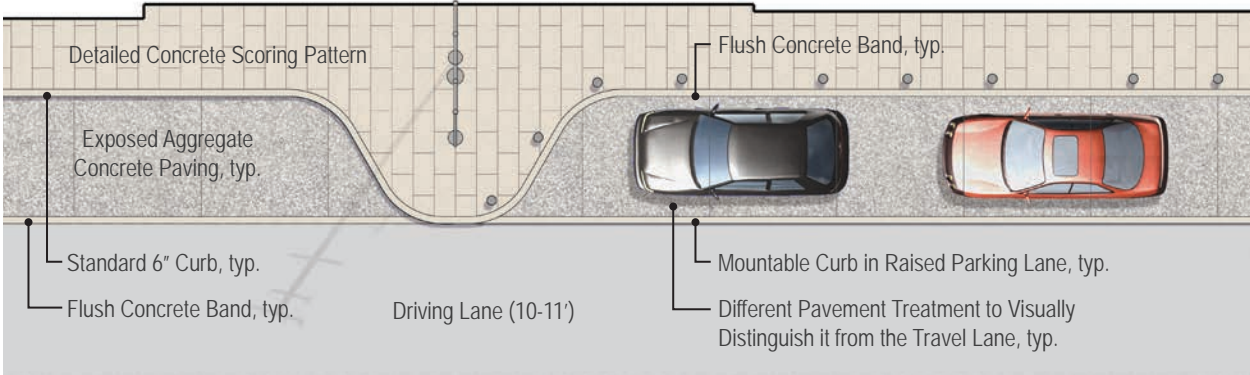 Detailed Concrete Scoring Pattern
Flush Concrete Band, typ.
Exposed Aggregate
Concrete Paving, typ.
Standard 6" Curb, typ.
Flush Concrete Band, typ.
Driving Lane (10-11')
Mountable Curb in Raised Parking Lane, typ.
Different Pavement Treatment to Visually
Distinguish it from the Travel Lane, typ.